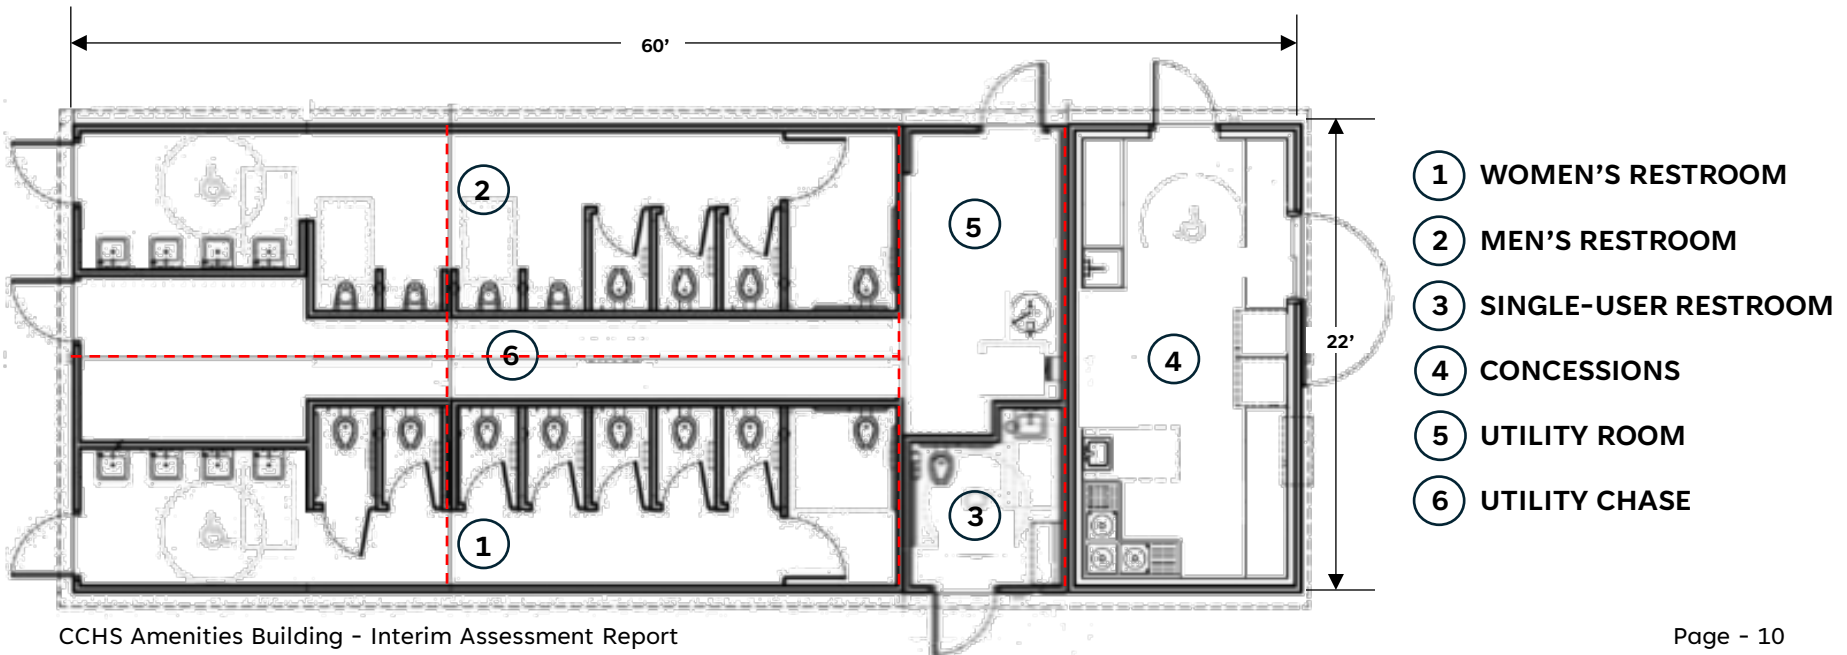 60’
2
5
6
4
22’
3
1
1 WOMEN’S RESTROOM
2 MEN’S RESTROOM
3 SINGLE-USER RESTROOM
4 CONCESSIONS
5 UTILITY ROOM
6 UTILITY CHASE
CCHS Amenities Building - Interim Assessment Report
Page - 10